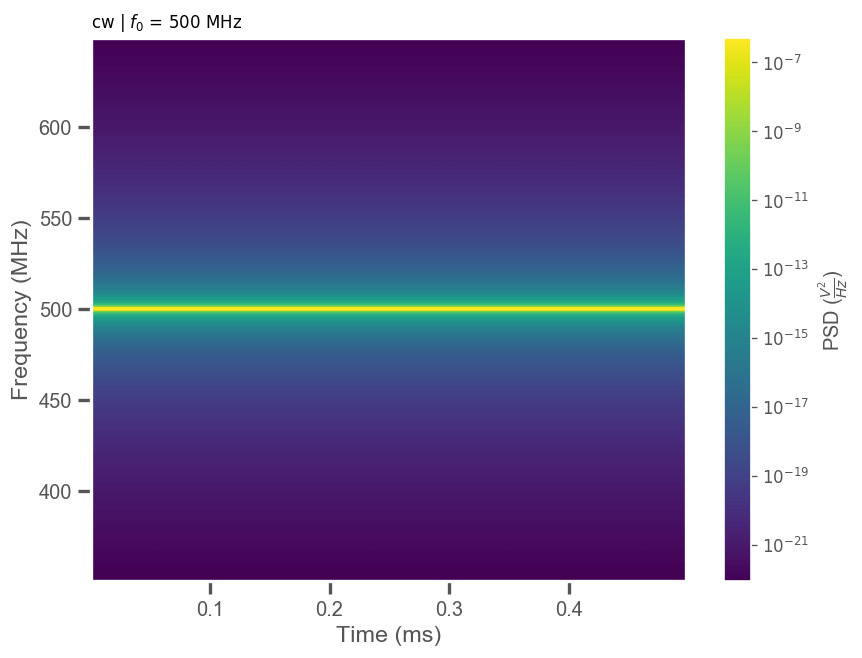 cw | f₀ = 500 MHz
600
550
500
450
400
Frequency (MHz)
0.1 0.2 0.3 0.4
Time (ms)
10⁻⁷
10⁻⁹
10⁻¹¹
10⁻¹³
10⁻¹⁵
10⁻¹⁷
10⁻¹⁹
10⁻²¹
PSD (V²/Hz)